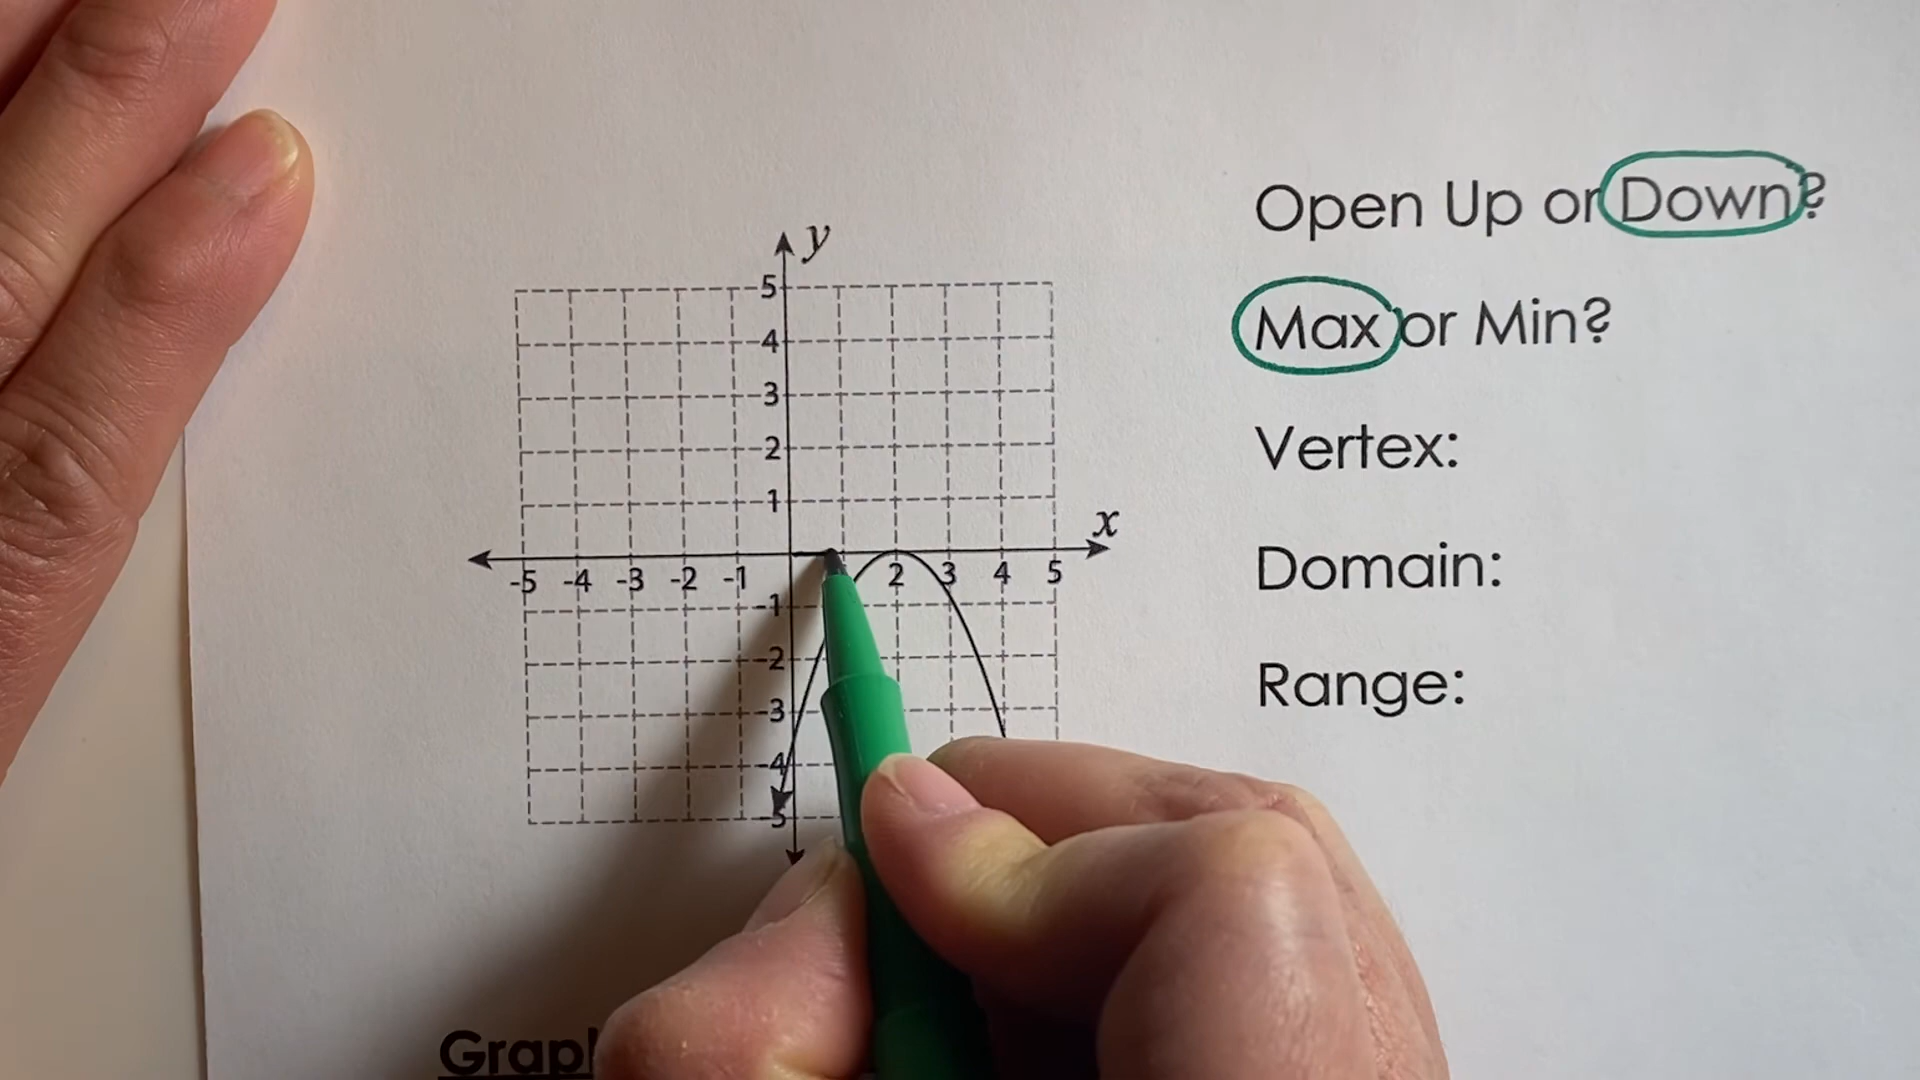 Open Up or Down?
Max or Min?
Vertex:
Domain:
Range:
y
5
4
3
2
1
x
-5 -4 -3 -2 -1 2 3 4 5
-1
-2
-3
-4
-5